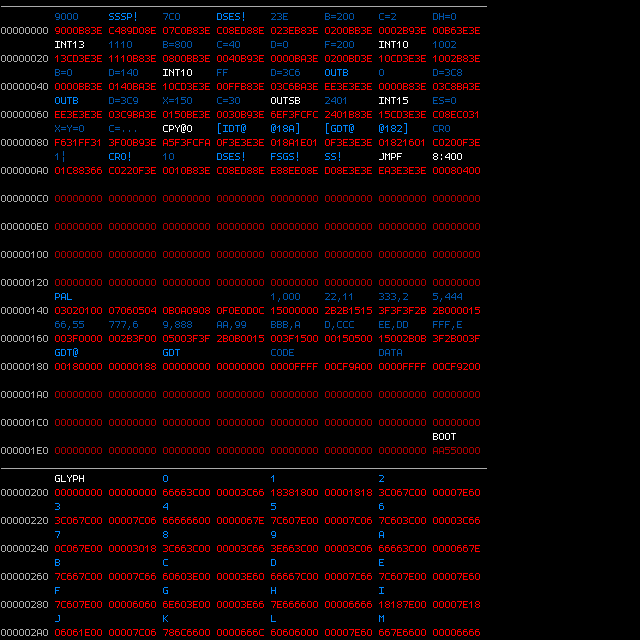 9000 SSSP! 7C0 DSES! 23E B=200 C=2 DH=0
00000000 9000B83E C489D08E 07C0B83E C08ED88E 023EB83E 0200BB3E 0002B93E 00B63E3E
INT13 1110 B=800 C=40 D=0 F=200 INT10 1002
00000020 13CD3E3E 1110B83E 0800BB3E 0040B93E 0000BA3E 0200BD3E 10CD3E3E 1002B83E
B=0 D=140 INT10 FF D=3C6 OUTB 0 D=3C8
00000040 0000BB3E 0140BA3E 10CD3E3E 00FFB83E 03C6BA3E EE3E3E3E 0000B83E 03C8BA3E
OUTB D=3C9 X=150 C=30 OUTSB 2401 INT15 ES=0
00000060 EE3E3E3E 03C9BA3E 0150BE3E 0030B93E 6EF3FCFC 2401B83E 15CD3E3E C08EC031
X=Y=0 C=... CPY@0 [IDT@ @18A] [GDT@ @182] CR0
00000080 F631FF31 3F00B93E A5F3FCFA 0F3E3E3E 018A1E01 0F3E3E3E 01821601 C0200F3E
1| CR0! 10 DSES! FSGS! SS! JMPF 8:400
000000A0 01C88366 C0220F3E 0010B83E C08ED88E E88EE08E D08E3E3E EA3E3E3E 00080400
000000C0 00000000 00000000 00000000 00000000 00000000 00000000 00000000 00000000
000000E0 00000000 00000000 00000000 00000000 00000000 00000000 00000000 00000000
00000100 00000000 00000000 00000000 00000000 00000000 00000000 00000000 00000000
00000120 00000000 00000000 00000000 00000000 00000000 00000000 00000000 00000000
PAL 1,000 22,11 333,2 5,444
00000140 03020100 07060504 0B0A0908 0F0E0D0C 15000000 2B2B1515 3F3F3F2B 2B000015
66,55 777,6 9,888 AA,99 BBB,A D,CCC EE,DD FFF,E
00000160 003F0000 002B3F00 05003F3F 2B0B0015 003F1500 00150500 15002B0B 3F2B003F
GDT@ GDT CODE DATA
00000180 00180000 00000188 00000000 00000000 0000FFFF 00CF9A00 0000FFFF 00CF9200
000001A0 00000000 00000000 00000000 00000000 00000000 00000000 00000000 00000000
000001C0 00000000 00000000 00000000 00000000 00000000 00000000 00000000 00000000
BOOT
000001E0 00000000 00000000 00000000 00000000 00000000 00000000 00000000 AA550000
GLYPH 0 1 2
00000200 00000000 00000000 66663C00 00003C66 18381800 00001818 3C067C00 00007E60
3 4 5 6
00000220 3C067C00 00007C06 66666600 0000067E 7C607E00 00007C06 7C603C00 00003C66
7 8 9 A
00000240 0C067E00 00003018 3C663C00 00003C66 3E663C00 00003C06 66663C00 0000667E
B C D E
00000260 7C667C00 00007C66 60603E00 00003E60 66667C00 00007C66 7C607E00 00007E60
F G H I
00000280 7C607E00 00006060 6E603E00 00003E66 7E666600 00006666 18187E00 00007E18
J K L M
000002A0 06061E00 00007C06 786C6600 0000666C 60606000 00007E60 667E6600 00006666